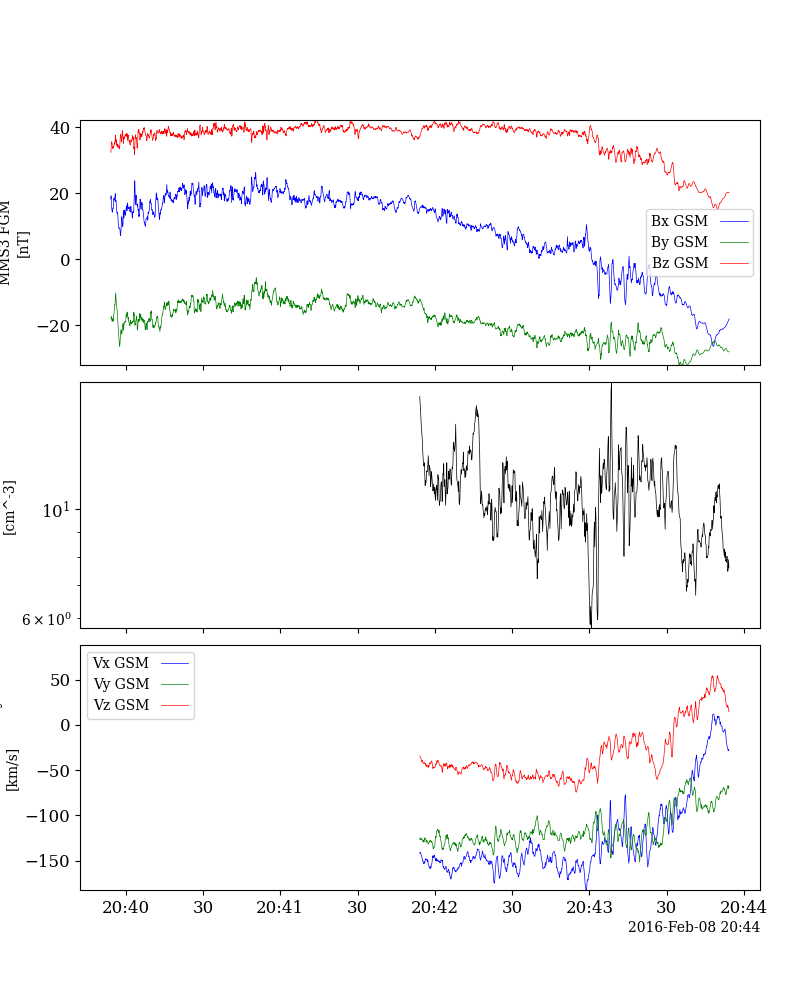 40
20
0
−20
MMS3 FGM
[nT]
Bx GSM
By GSM
Bz GSM
10^1
6×10^0
[cm^-3]
50
0
−50
−100
−150
[km/s]
Vx GSM
Vy GSM
Vz GSM
20:40 30 20:41 30 20:42 30 20:43 30 20:44
2016-Feb-08 20:44